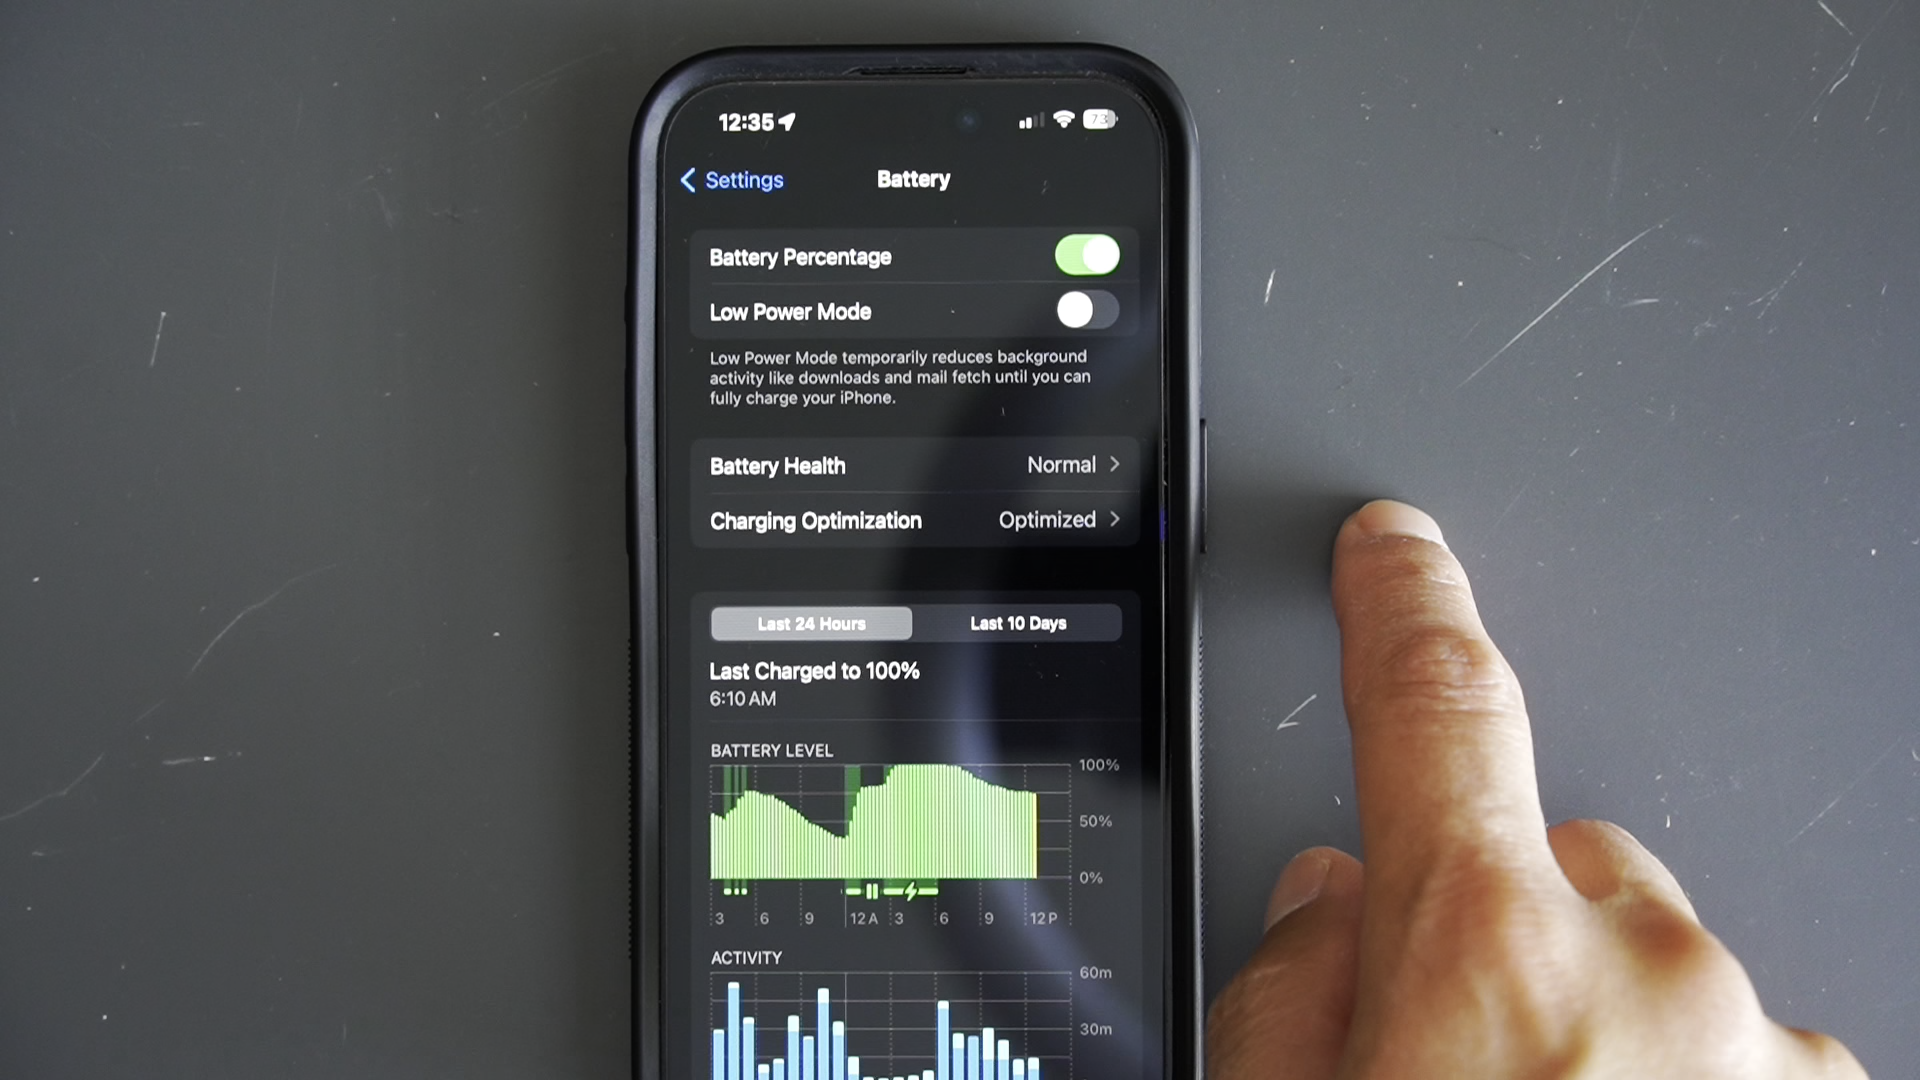 12:35
73
Settings
Battery
Battery Percentage
Low Power Mode
Low Power Mode temporarily reduces background
activity like downloads and mail fetch until you can
fully charge your iPhone.
Battery Health Normal
Charging Optimization Optimized
Last 24 Hours Last 10 Days
Last Charged to 100%
6:10 AM
BATTERY LEVEL
100%
50%
0%
3 6 9 12 A 3 6 9 12 P
ACTIVITY
60m
30m